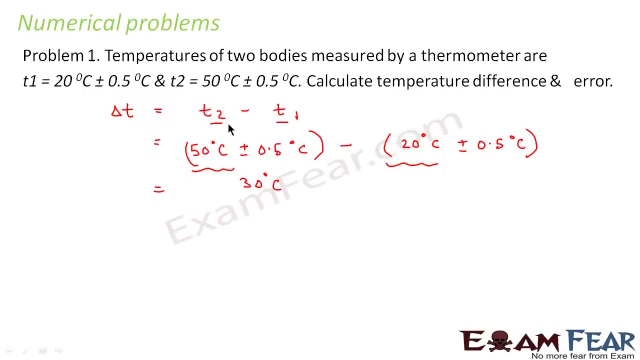 Numerical problems
Problem 1. Temperatures of two bodies measured by a thermometer are
t1 = 20 ⁰C ± 0.5 ⁰C & t2 = 50 ⁰C ± 0.5 ⁰C. Calculate temperature difference & error.
Δt = t₂ - t₁
= (50°C ± 0.5°C) - (20°C ± 0.5°C)
= 30°C
ExamFear.com
EXAM FEAR
No more fear from Exam